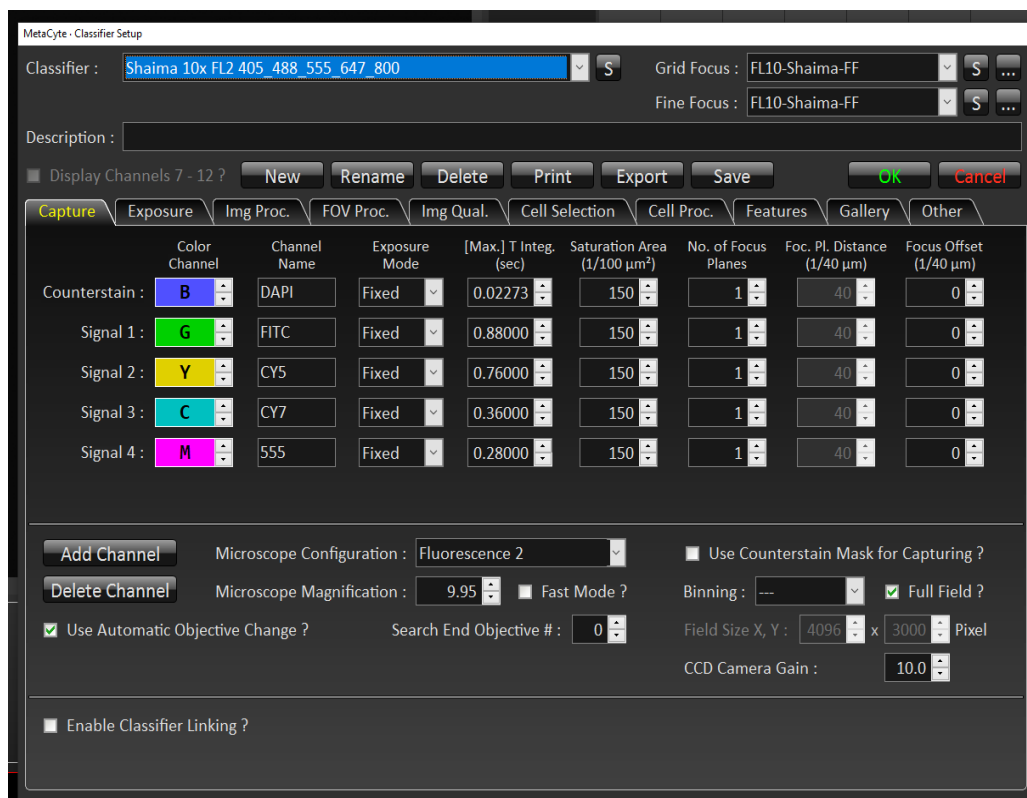 MetaCyte - Classifier Setup
Classifier : Shaima 10x FL2 405_488_555_647_800 S Grid Focus : FL10-Shaima-FF S ...
Fine Focus : FL10-Shaima-FF S ...
Description :
Display Channels 7 - 12 ? New Rename Delete Print Export Save OK Cancel
Capture Exposure Img Proc. FOV Proc. Img Qual. Cell Selection Cell Proc. Features Gallery Other
Color Channel Exposure [Max.] T Integ. Saturation Area No. of Focus Foc. Pl. Distance Focus Offset
Channel Name Mode (sec) (1/100 µm²) Planes (1/40 µm) (1/40 µm)
Counterstain : B DAPI Fixed 0.02273 150 1 40 0
Signal 1 : G FITC Fixed 0.88000 150 1 40 0
Signal 2 : Y CY5 Fixed 0.76000 150 1 40 0
Signal 3 : C CY7 Fixed 0.36000 150 1 40 0
Signal 4 : M 555 Fixed 0.28000 150 1 40 0
Add Channel Microscope Configuration : Fluorescence 2 Use Counterstain Mask for Capturing ?
Delete Channel Microscope Magnification : 9.95 Fast Mode ? Binning : --- Full Field ?
Use Automatic Objective Change ? Search End Objective # : 0 Field Size X, Y : 4096 x 3000 Pixel
CCD Camera Gain : 10.0
Enable Classifier Linking ?